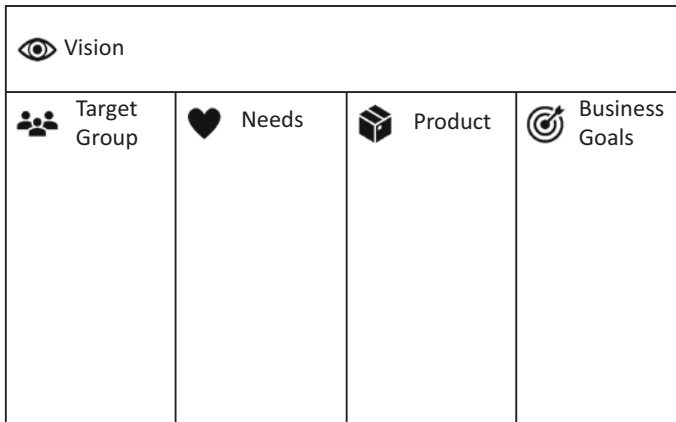 Vision
Target
Group
Needs
Product
Business
Goals